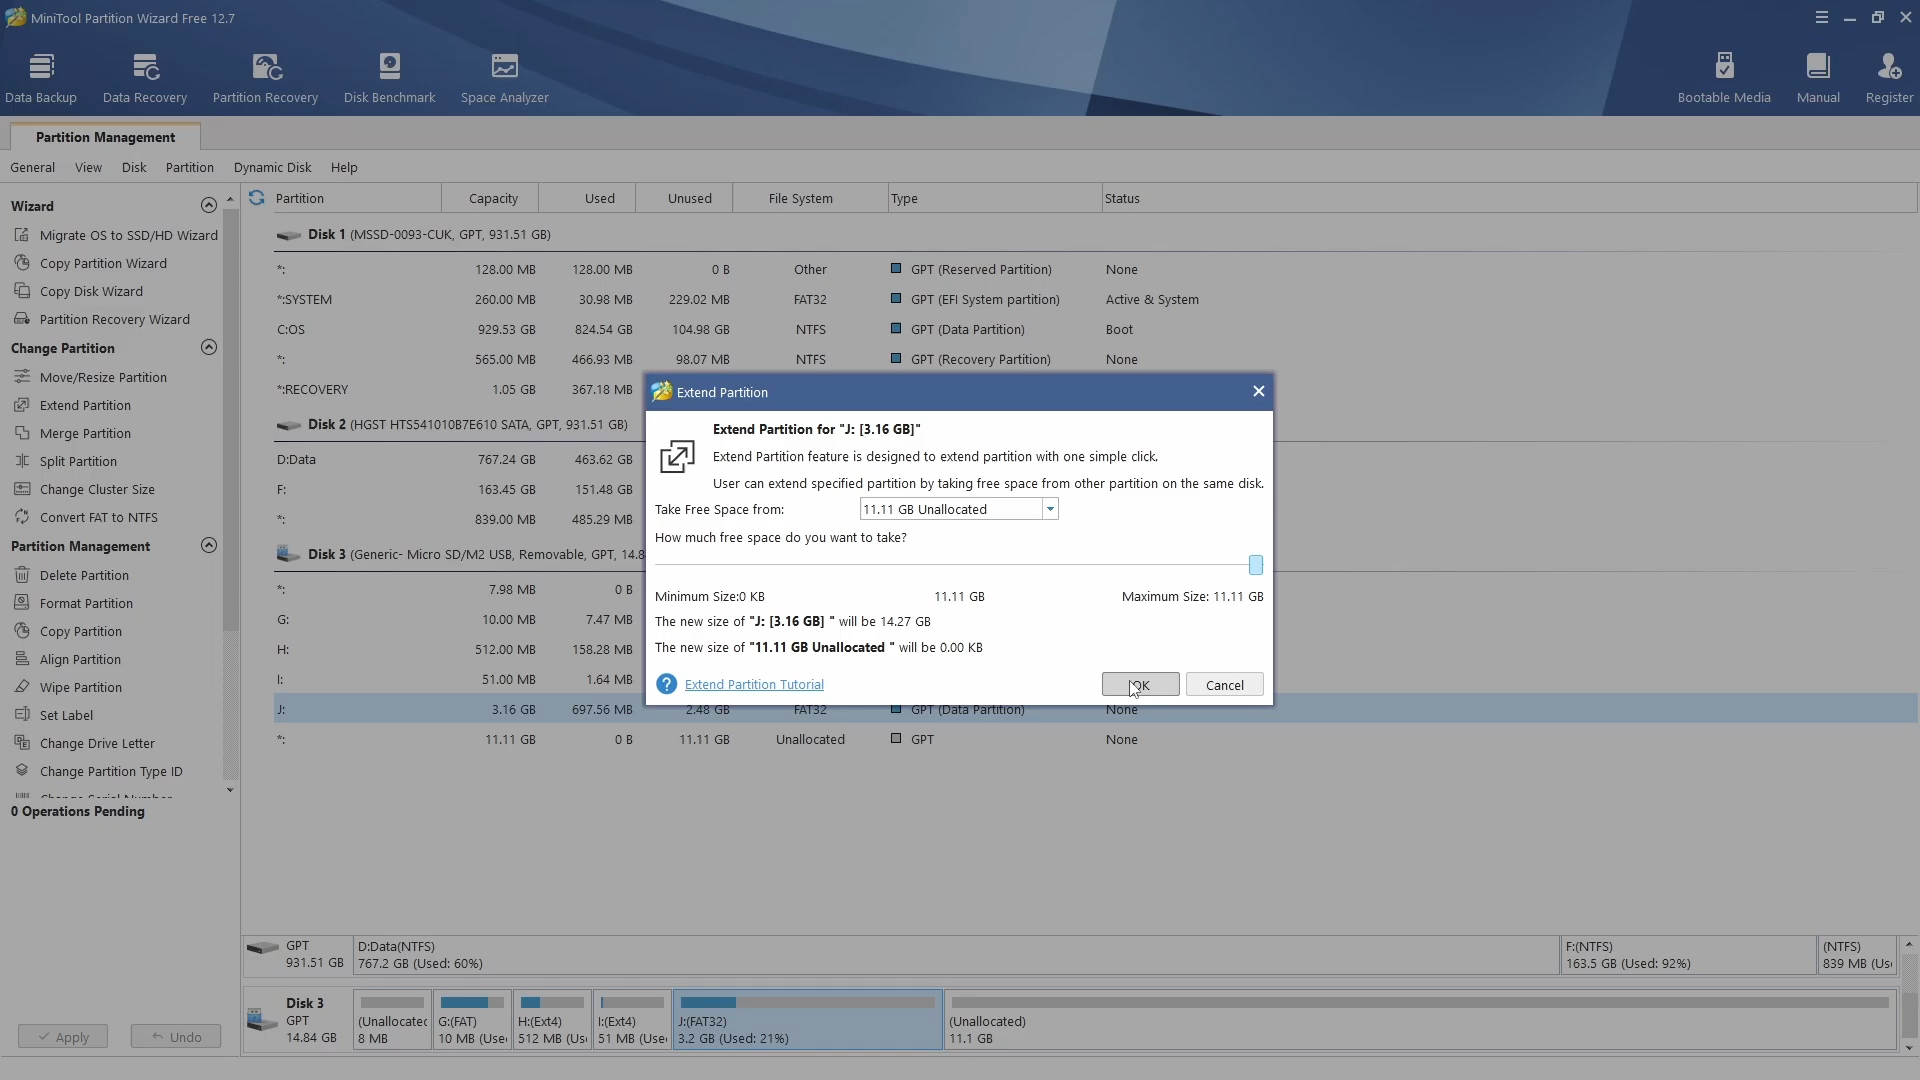 MiniTool Partition Wizard Free 12.7
Data Backup
Data Recovery
Partition Recovery
Disk Benchmark
Space Analyzer
Bootable Media
Manual
Register
Partition Management
General View Disk Partition Dynamic Disk Help
Wizard
Migrate OS to SSD/HD Wizard
Copy Partition Wizard
Copy Disk Wizard
Partition Recovery Wizard
Change Partition
Move/Resize Partition
Extend Partition
Merge Partition
Split Partition
Change Cluster Size
Convert FAT to NTFS
Partition Management
Delete Partition
Format Partition
Copy Partition
Align Partition
Wipe Partition
Set Label
Change Drive Letter
Change Partition Type ID
0 Operations Pending
Apply
Undo
Partition Capacity Used Unused File System Type Status
Disk 1 (MSSD-0093-CUK, GPT, 931.51 GB)
*: 128.00 MB 128.00 MB 0 B Other GPT (Reserved Partition) None
*:SYSTEM 260.00 MB 30.98 MB 229.02 MB FAT32 GPT (EFI System partition) Active & System
C:OS 929.53 GB 824.54 GB 104.98 GB NTFS GPT (Data Partition) Boot
*: 565.00 MB 466.93 MB 98.07 MB NTFS GPT (Recovery Partition) None
*:RECOVERY 1.05 GB 367.18 MB
Disk 2 (HGST HTS541010B7E610 SATA, GPT, 931.51 GB)
D:Data 767.24 GB 463.62 GB
F: 163.45 GB 151.48 GB
*: 839.00 MB 485.29 MB
Disk 3 (Generic- Micro SD/M2 USB, Removable, GPT, 14.8
*: 7.98 MB 0 B
G: 10.00 MB 7.47 MB
H: 512.00 MB 158.28 MB
I: 51.00 MB 1.64 MB
J: 3.16 GB 697.56 MB 2.48 GB FAT32 GPT (Data Partition) None
*: 11.11 GB 0 B 11.11 GB Unallocated GPT None
Extend Partition
Extend Partition for "J: [3.16 GB]"
Extend Partition feature is designed to extend partition with one simple click.
User can extend specified partition by taking free space from other partition on the same disk.
Take Free Space from: 11.11 GB Unallocated
How much free space do you want to take?
Minimum Size:0 KB 11.11 GB Maximum Size: 11.11 GB
The new size of "J: [3.16 GB] " will be 14.27 GB
The new size of "11.11 GB Unallocated " will be 0.00 KB
? Extend Partition Tutorial
OK Cancel
GPT
931.51 GB
D:Data(NTFS)
767.2 GB (Used: 60%)
F:(NTFS)
163.5 GB (Used: 92%)
(NTFS)
839 MB (Us
Disk 3
GPT
14.84 GB
(Unallocated
8 MB
G:(FAT)
10 MB (Use
H:(Ext4)
512 MB (Us
I:(Ext4)
51 MB (Use
J:(FAT32)
3.2 GB (Used: 21%)
(Unallocated)
11.1 GB